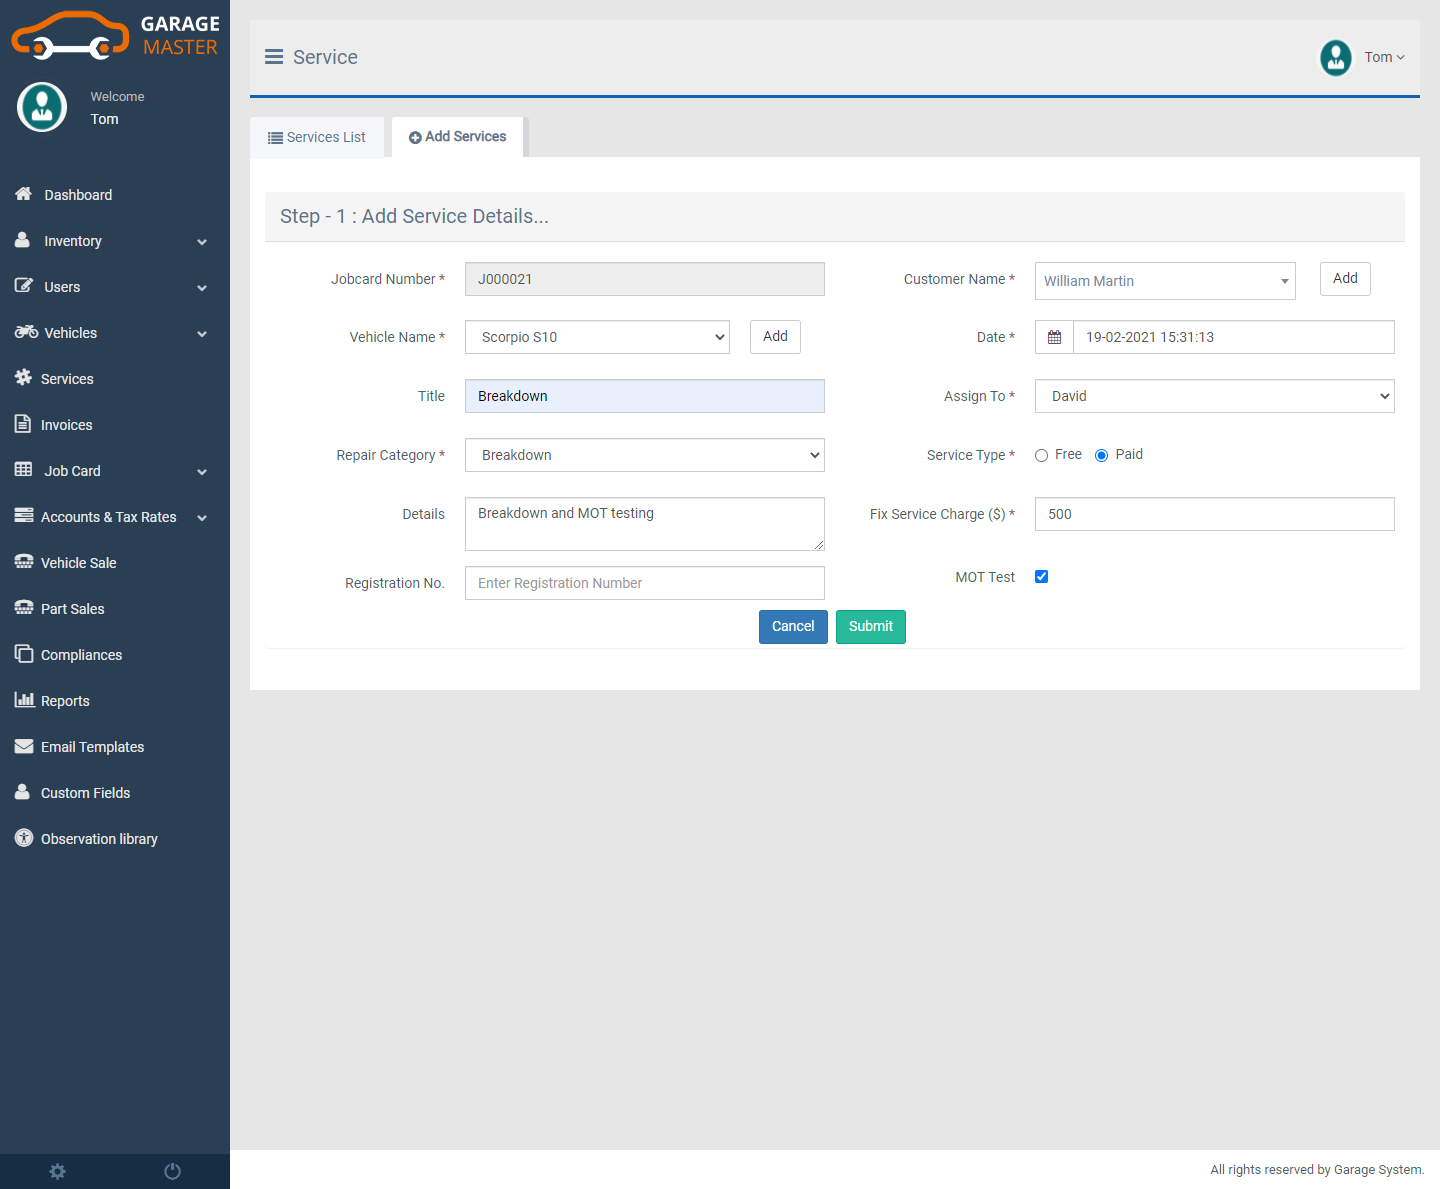 GARAGE
MASTER
Welcome
Tom
Dashboard
Inventory
Users
Vehicles
Services
Invoices
Job Card
Accounts & Tax Rates
Vehicle Sale
Part Sales
Compliances
Reports
Email Templates
Custom Fields
Observation library
Service
Tom
Services List
Add Services
Step - 1 : Add Service Details...
Jobcard Number * J000021
Customer Name * William Martin Add
Vehicle Name * Scorpio S10 Add
Date * 19-02-2021 15:31:13
Title Breakdown
Assign To * David
Repair Category * Breakdown
Service Type * Free Paid
Details Breakdown and MOT testing
Fix Service Charge ($) * 500
Registration No. Enter Registration Number
MOT Test
Cancel Submit
All rights reserved by Garage System.